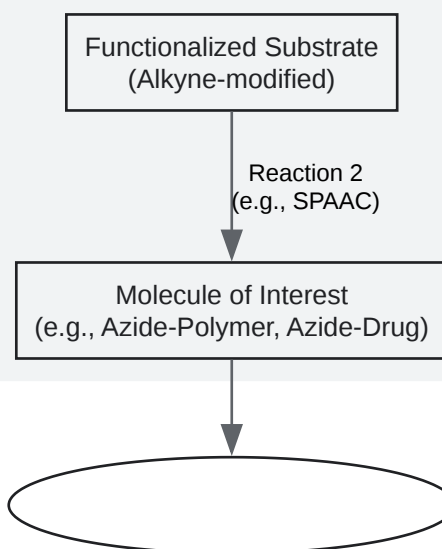 Functionalized Substrate
(Alkyne-modified)
Reaction 2
(e.g., SPAAC)
Molecule of Interest
(e.g., Azide-Polymer, Azide-Drug)